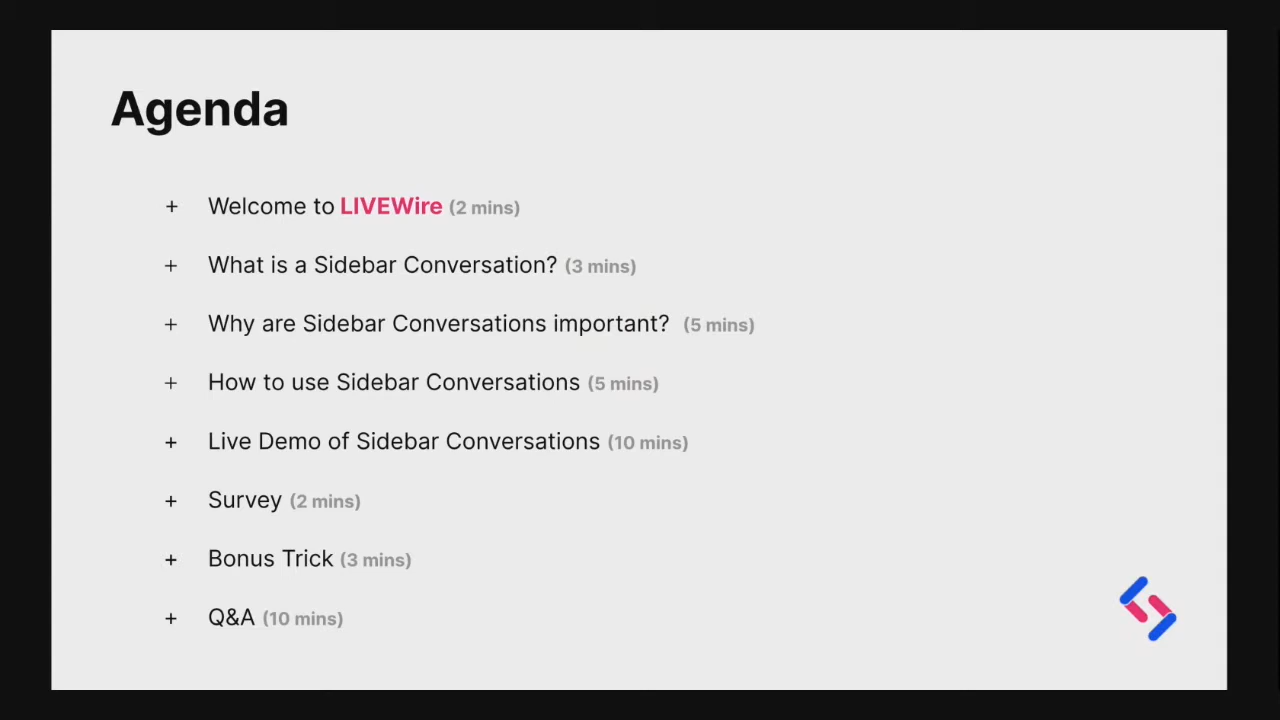 Agenda
+ Welcome to LIVEWire (2 mins)
+ What is a Sidebar Conversation? (3 mins)
+ Why are Sidebar Conversations important? (5 mins)
+ How to use Sidebar Conversations (5 mins)
+ Live Demo of Sidebar Conversations (10 mins)
+ Survey (2 mins)
+ Bonus Trick (3 mins)
+ Q&A (10 mins)